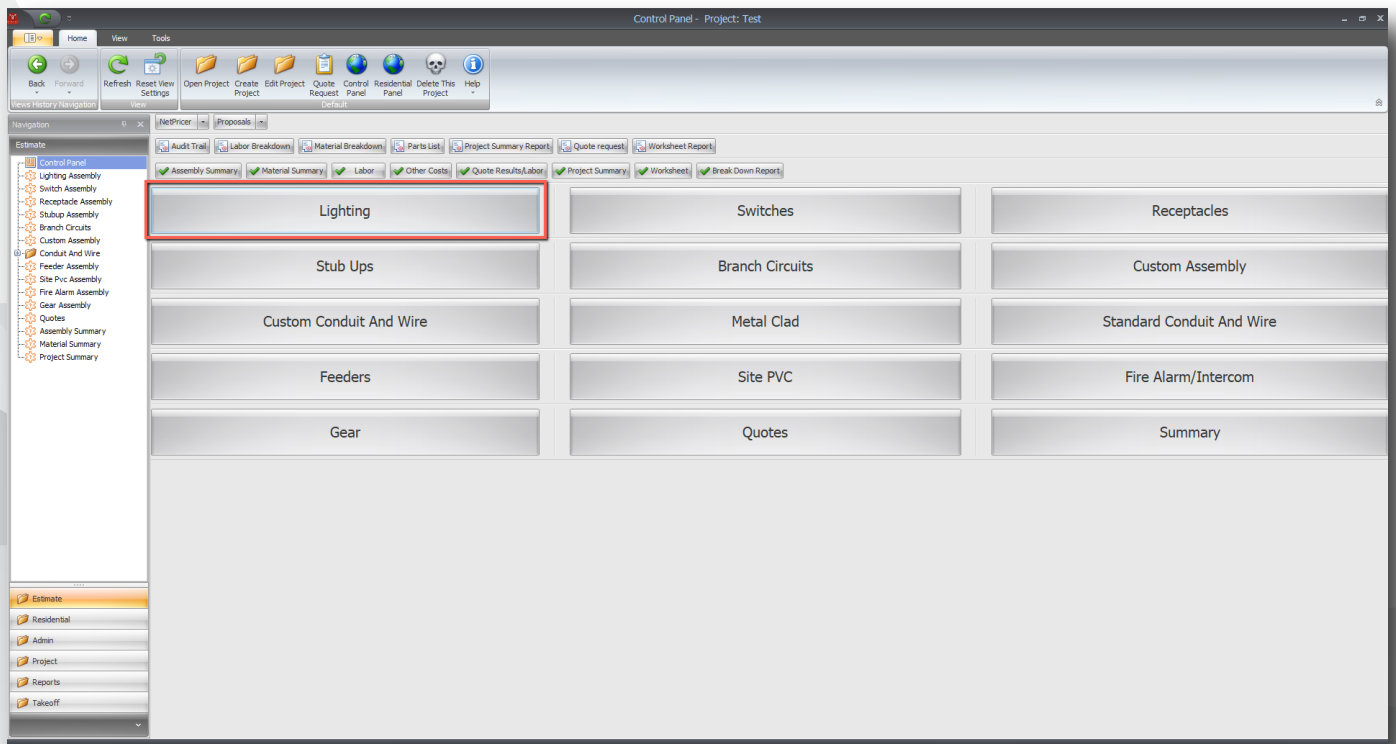 Control Panel - Project: Test
Home View Tools
Back Forward Refresh Reset View Settings Open Project Create Project Edit Project Quote Request Control Panel Residential Panel Delete This Project Help
Views History Navigation View Default
Navigation
NetPricer Proposals
Estimate
Audit Trail Labor Breakdown Material Breakdown Parts List Project Summary Report Quote request Worksheet Report
Assembly Summary Material Summary Labor Other Costs Quote Results/Labor Project Summary Worksheet Break Down Report
Control Panel
Lighting Assembly
Switch Assembly
Receptacle Assembly
Stubup Assembly
Branch Circuits
Custom Assembly
Conduit And Wire
Feeder Assembly
Site Pvc Assembly
Fire Alarm Assembly
Gear Assembly
Quotes
Assembly Summary
Material Summary
Project Summary
Lighting Switches Receptacles
Stub Ups Branch Circuits Custom Assembly
Custom Conduit And Wire Metal Clad Standard Conduit And Wire
Feeders Site PVC Fire Alarm/Intercom
Gear Quotes Summary
Estimate
Residential
Admin
Project
Reports
Takeoff